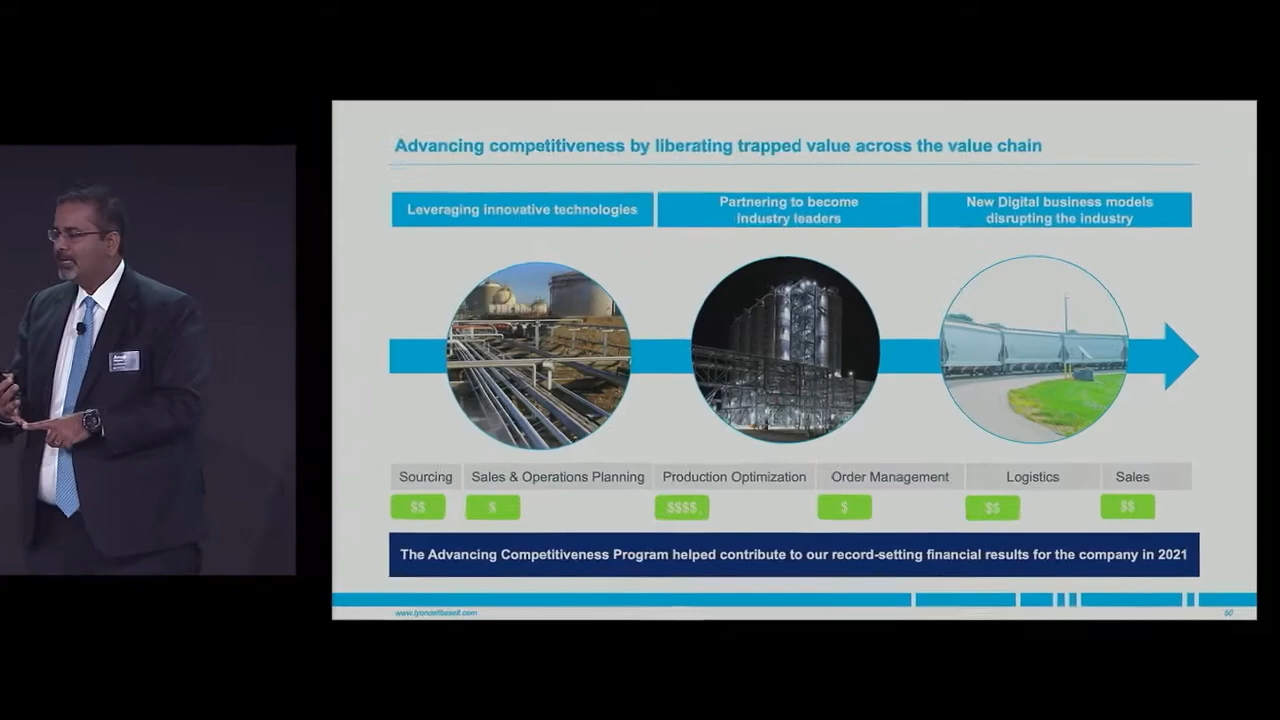 Advancing competitiveness by liberating trapped value across the value chain
Leveraging innovative technologies
Partnering to become
industry leaders
New Digital business models
disrupting the industry
Sourcing
Sales & Operations Planning
Production Optimization
Order Management
Logistics
Sales
$$
$
$$$$
$
$$
$$
The Advancing Competitiveness Program helped contribute to our record-setting financial results for the company in 2021
www.lyondellbasell.com
60